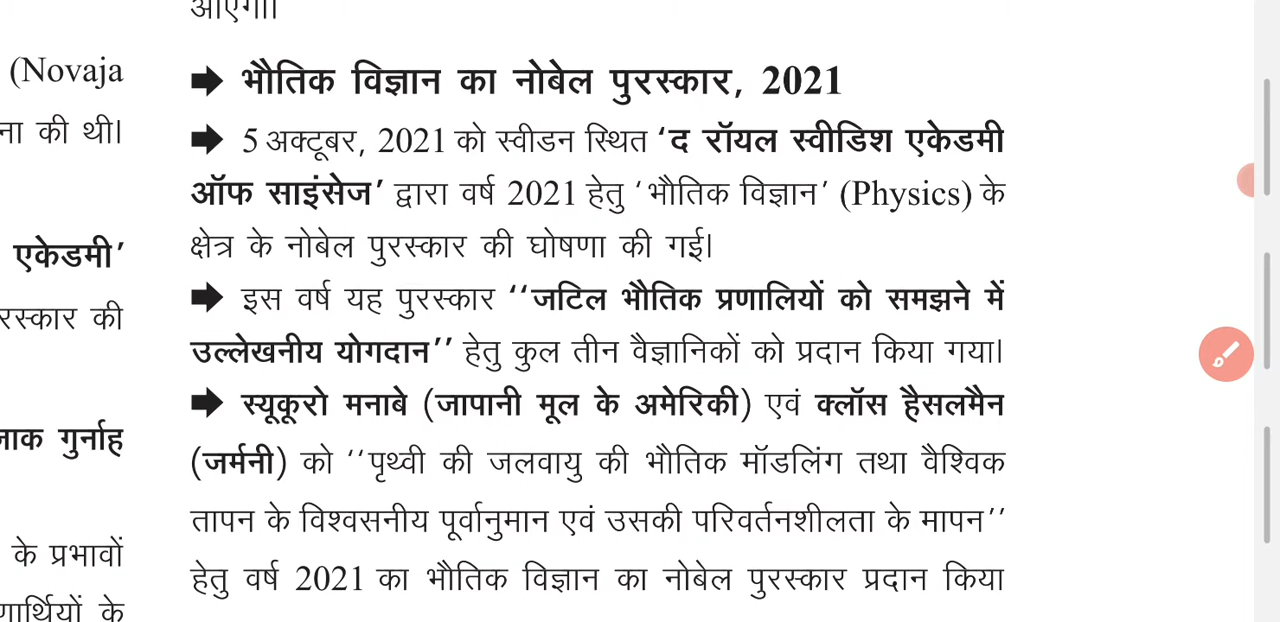 (Novaja
ना की थी।
एकेडमी’
रस्कार की
जाक गुर्नाह
के प्रभावों
णार्थियों के
आएगा।
➡ भौतिक विज्ञान का नोबेल पुरस्कार, 2021
➡ 5 अक्टूबर, 2021 को स्वीडन स्थित ‘द रॉयल स्वीडिश एकेडमी
ऑफ साइंसेज’ द्वारा वर्ष 2021 हेतु ‘भौतिक विज्ञान’ (Physics) के
क्षेत्र के नोबेल पुरस्कार की घोषणा की गई।
➡ इस वर्ष यह पुरस्कार ‘‘जटिल भौतिक प्रणालियों को समझने में
उल्लेखनीय योगदान’’ हेतु कुल तीन वैज्ञानिकों को प्रदान किया गया।
➡ स्यूकूरो मनाबे (जापानी मूल के अमेरिकी) एवं क्लॉस हैसलमैन
(जर्मनी) को ‘‘पृथ्वी की जलवायु की भौतिक मॉडलिंग तथा वैश्विक
तापन के विश्वसनीय पूर्वानुमान एवं उसकी परिवर्तनशीलता के मापन’’
हेतु वर्ष 2021 का भौतिक विज्ञान का नोबेल पुरस्कार प्रदान किया